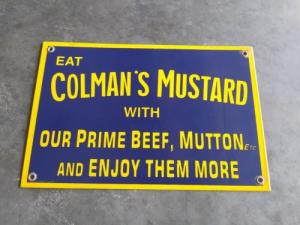 EAT
COLMAN'S MUSTARD
WITH
OUR PRIME BEEF, MUTTON ETC
AND ENJOY THEM MORE